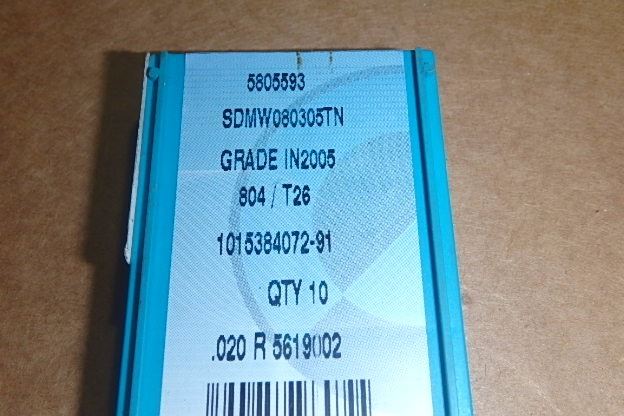 5805593
SDMW080305TN
GRADE IN2005
804 / T26
1015384072-91
QTY 10
.020 R 5619002